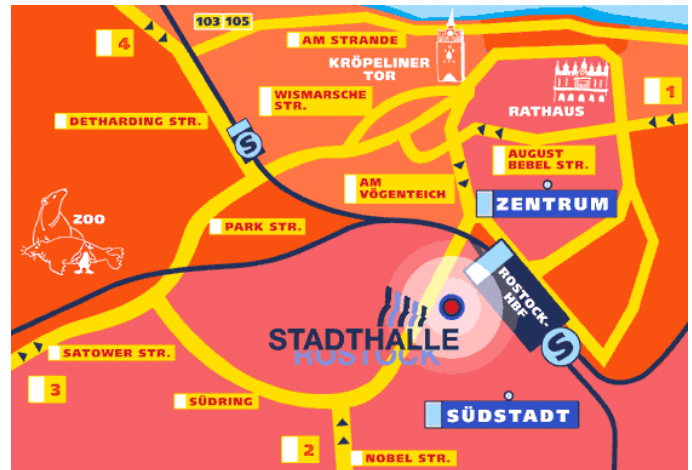 103 105
4
AM STRANDE
KRÖPELINER
TOR
WISMARSCHE
STR.
1
RATHAUS
DETHARDING STR.
S
AUGUST
BEBEL STR.
AM
VÖGENTEICH
ZENTRUM
ZOO
PARK STR.
ROSTOCK-
HBF
STADTHALLE
ROSTOCK
S
SATOWER STR.
3
SÜDRING
SÜDSTADT
2
NOBEL STR.